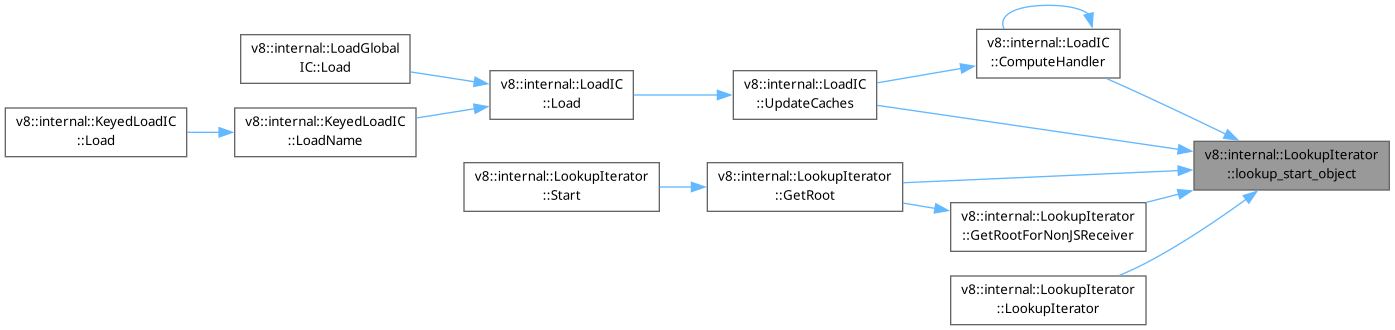 v8::internal::LoadGlobal
IC::Load
v8::internal::KeyedLoadIC
::Load
v8::internal::KeyedLoadIC
::LoadName
v8::internal::LoadIC
::Load
v8::internal::LoadIC
::UpdateCaches
v8::internal::LoadIC
::ComputeHandler
v8::internal::LookupIterator
::lookup_start_object
v8::internal::LookupIterator
::Start
v8::internal::LookupIterator
::GetRoot
v8::internal::LookupIterator
::GetRootForNonJSReceiver
v8::internal::LookupIterator
::LookupIterator